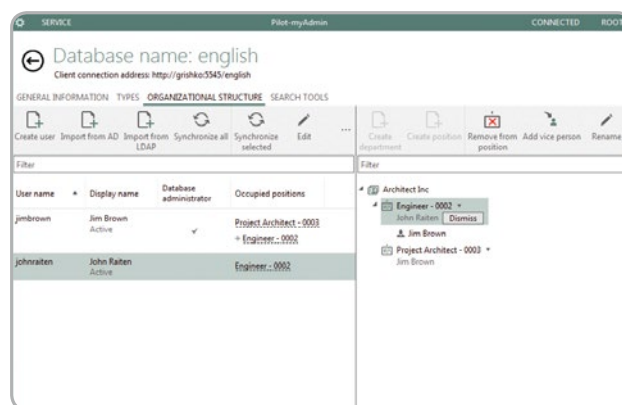 SERVICE Pilot-myAdmin CONNECTED ROOT
Database name: english
Client connection address: http://grishko:5545/english
GENERAL INFORMATION TYPES ORGANIZATIONAL STRUCTURE SEARCH TOOLS
Create user Import from AD Import from LDAP Synchronize all Synchronize selected Edit ...
Create department Create position Remove from position Add vice person Rename
Filter Filter
User name Display name Database administrator Occupied positions
jimbrown Jim Brown Project Architect - 0003
Active + Engineer - 0002
johnraiten John Raiten Engineer - 0002
Active
Architect Inc
Engineer - 0002
John Raiten Dismiss
Jim Brown
Project Architect - 0003
Jim Brown